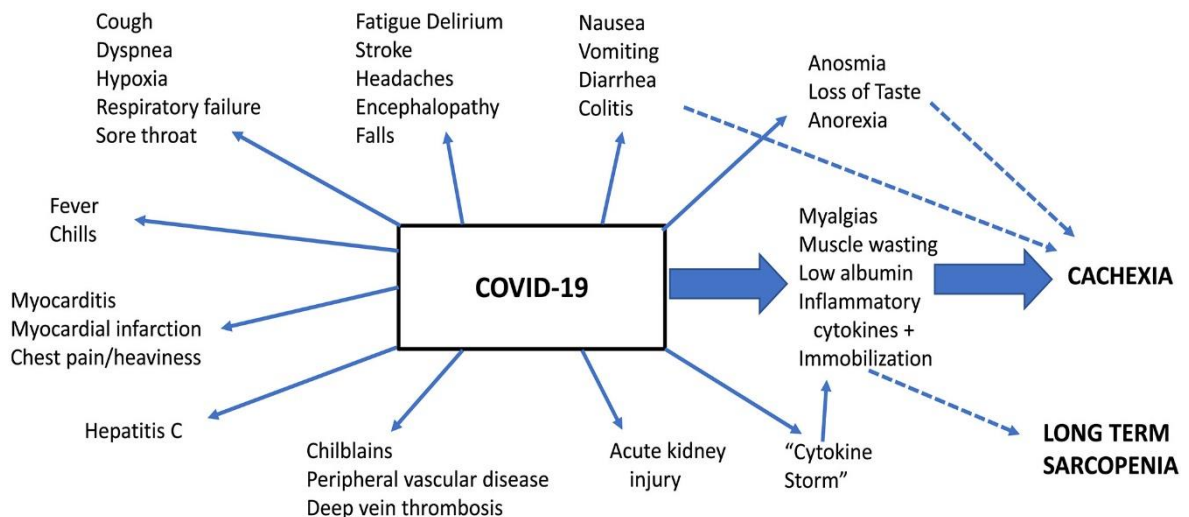 Cough
Dyspnea
Hypoxia
Respiratory failure
Sore throat
Fatigue Delirium
Stroke
Headaches
Encephalopathy
Falls
Nausea
Vomiting
Diarrhea
Colitis
Anosmia
Loss of Taste
Anorexia
Fever
Chills
COVID-19
Myalgias
Muscle wasting
Low albumin
Inflammatory
cytokines +
Immobilization
CACHEXIA
Myocarditis
Myocardial infarction
Chest pain/heaviness
Hepatitis C
Chilblains
Peripheral vascular disease
Deep vein thrombosis
Acute kidney
injury
“Cytokine
Storm”
LONG TERM
SARCOPENIA